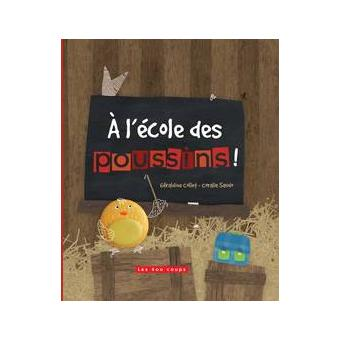 À l'école des
poussins !
Géraldine Collet - Coralie Saudo
Les 400 coups